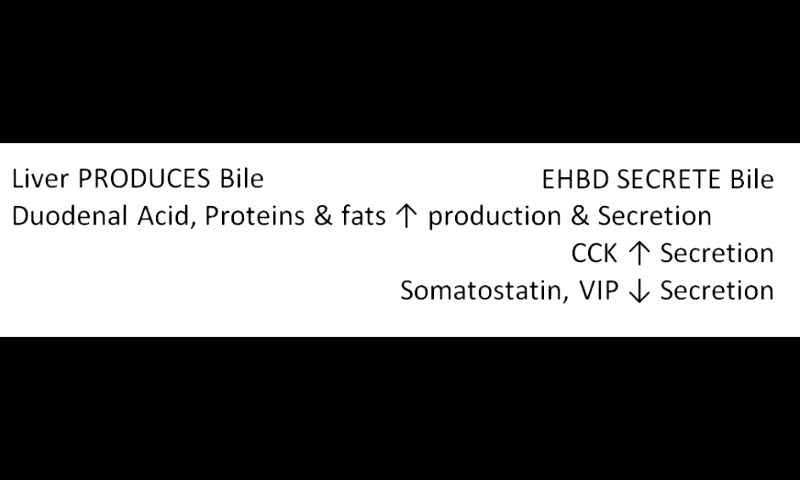 Liver PRODUCES Bile EHBD SECRETE Bile
Duodenal Acid, Proteins & fats ↑ production & Secretion
CCK ↑ Secretion
Somatostatin, VIP ↓ Secretion